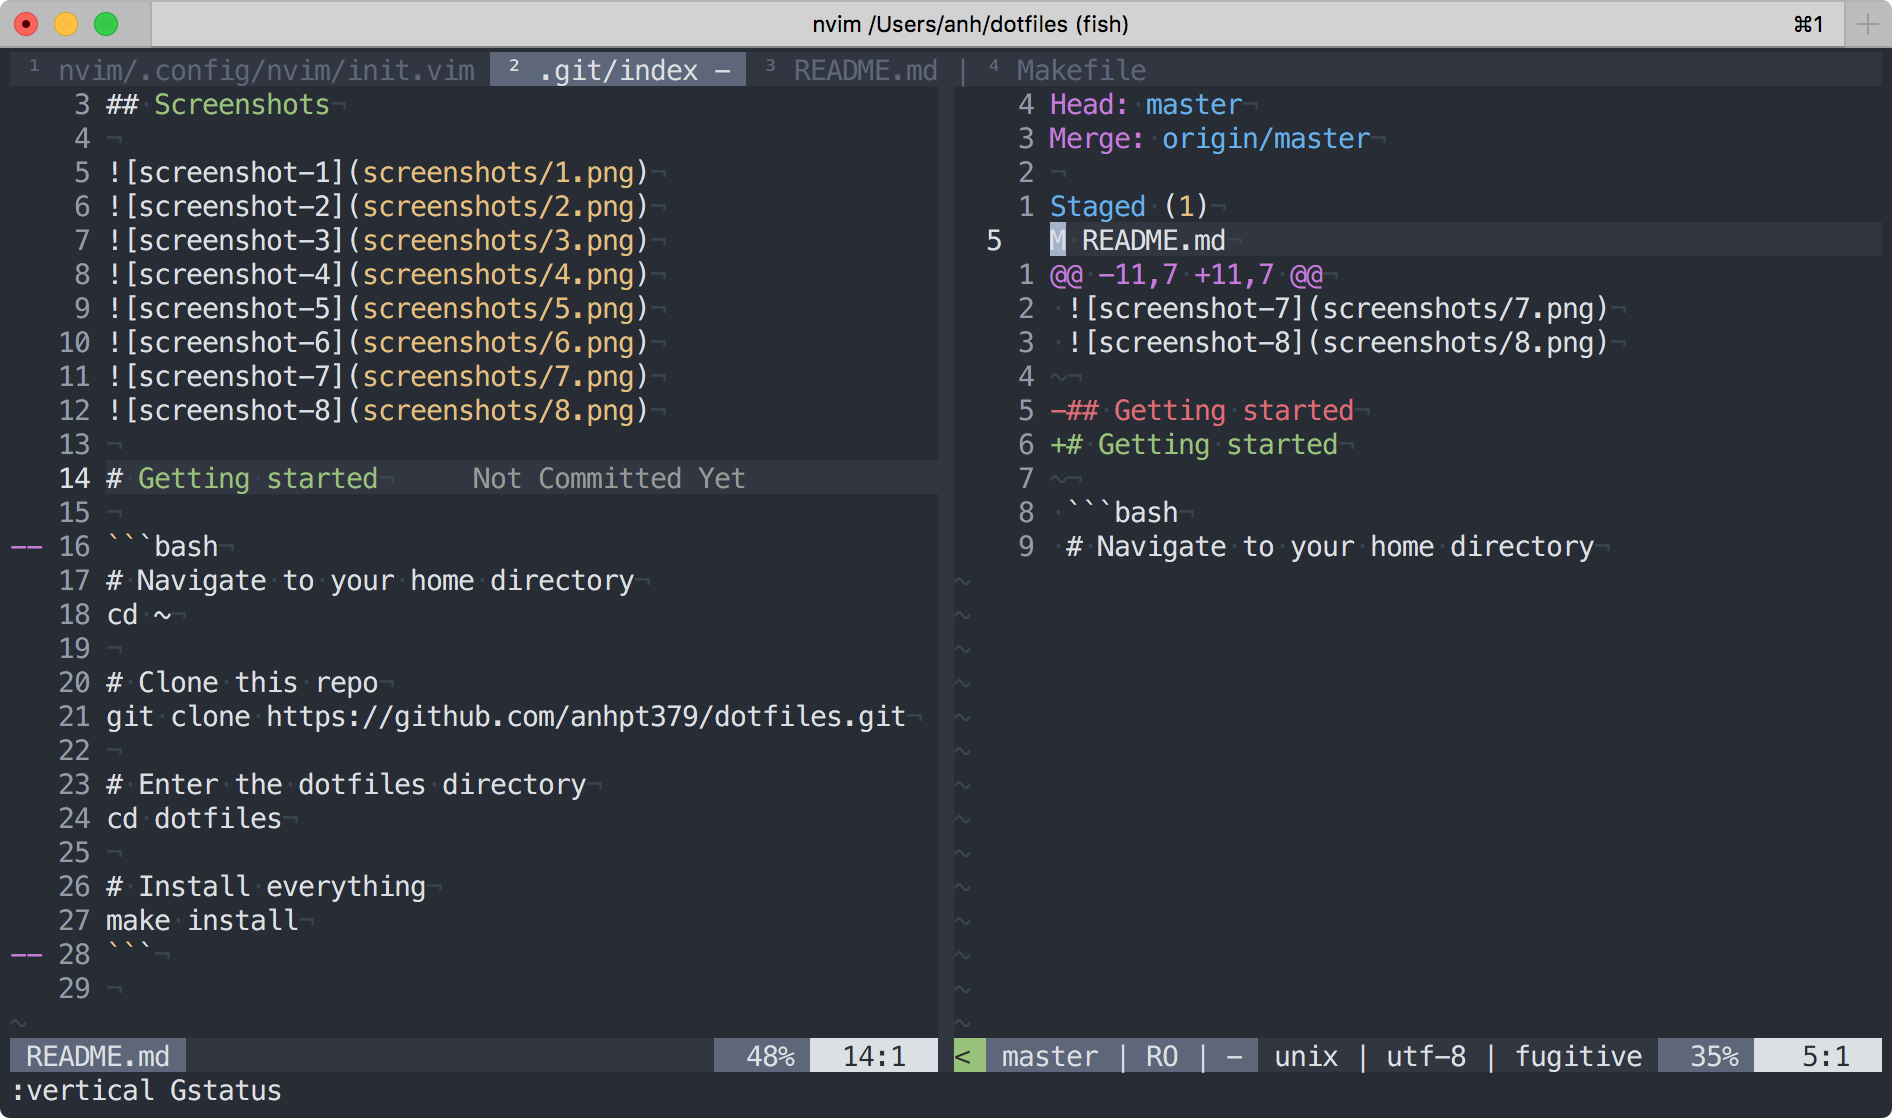 nvim /Users/anh/dotfiles (fish) ⌘1
1 nvim/.config/nvim/init.vim 2 .git/index − 3 README.md | 4 Makefile
3 ## Screenshots¬
4 ¬
5 ![screenshot-1](screenshots/1.png)¬
6 ![screenshot-2](screenshots/2.png)¬
7 ![screenshot-3](screenshots/3.png)¬
8 ![screenshot-4](screenshots/4.png)¬
9 ![screenshot-5](screenshots/5.png)¬
10 ![screenshot-6](screenshots/6.png)¬
11 ![screenshot-7](screenshots/7.png)¬
12 ![screenshot-8](screenshots/8.png)¬
13 ¬
14 #·Getting·started¬ Not Committed Yet
15 ¬
-- 16 ```bash¬
17 #·Navigate·to·your·home·directory¬
18 cd·~¬
19 ¬
20 #·Clone·this·repo¬
21 git·clone·https://github.com/anhpt379/dotfiles.git¬
22 ¬
23 #·Enter·the·dotfiles·directory¬
24 cd·dotfiles¬
25 ¬
26 #·Install·everything¬
27 make·install¬
-- 28 ```¬
29 ¬
~
README.md 48% 14:1
4 Head:·master¬
3 Merge:·origin/master¬
2 ¬
1 Staged·(1)¬
5 M·README.md¬
1 @@·-11,7·+11,7·@@¬
2 ·![screenshot-7](screenshots/7.png)¬
3 ·![screenshot-8](screenshots/8.png)¬
4 ~¬
5 -##·Getting·started¬
6 +#·Getting·started¬
7 ~¬
8 ·```bash¬
9 ·#·Navigate·to·your·home·directory¬
~
~
~
~
~
~
~
~
~
~
~
~
~
~
< master | RO | − unix | utf-8 | fugitive 35% 5:1
:vertical Gstatus